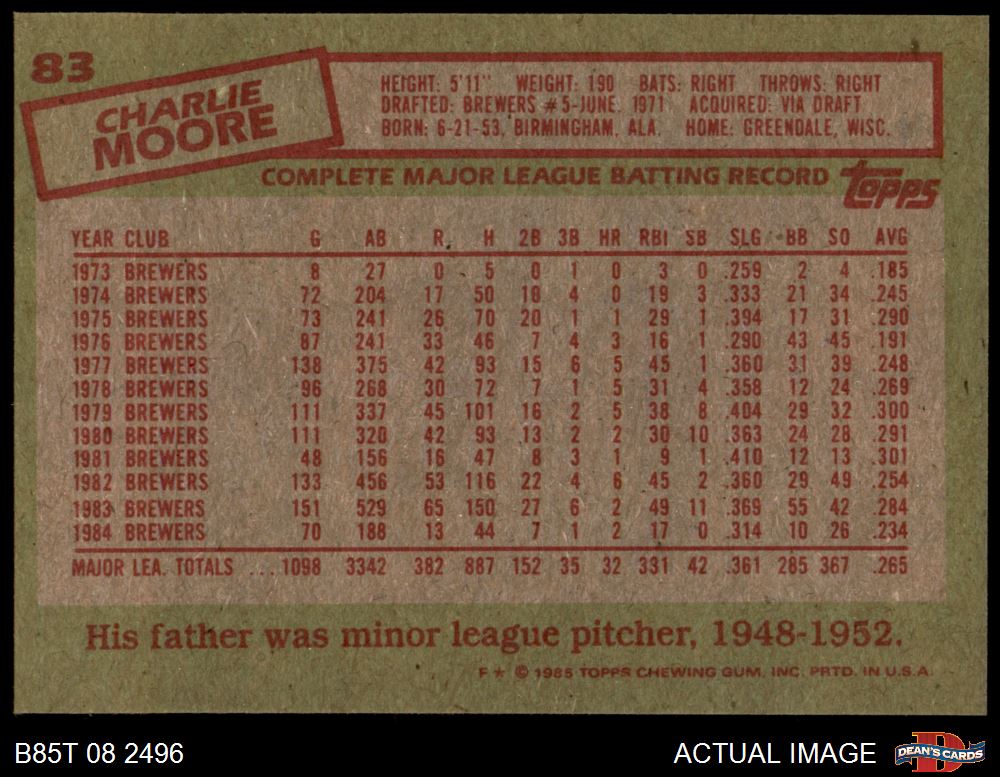 83
CHARLIE
MOORE
HEIGHT: 5'11" WEIGHT: 190 BATS: RIGHT THROWS: RIGHT
DRAFTED: BREWERS #5-JUNE, 1971 ACQUIRED: VIA DRAFT
BORN: 6-21-53, BIRMINGHAM, ALA. HOME: GREENDALE, WISC.
COMPLETE MAJOR LEAGUE BATTING RECORD topps
YEAR CLUB G AB R H 2B 3B HR RBI SB SLG BB SO AVG
1973 BREWERS 8 27 0 5 0 1 0 3 0 .259 2 4 .185
1974 BREWERS 72 204 17 50 10 4 0 19 3 .333 21 34 .245
1975 BREWERS 73 241 26 70 20 1 1 29 1 .394 17 31 .290
1976 BREWERS 87 241 33 46 7 4 3 16 1 .290 43 45 .191
1977 BREWERS 138 375 42 93 15 6 5 45 1 .360 31 39 .248
1978 BREWERS 96 268 30 72 7 1 5 31 4 .358 12 24 .269
1979 BREWERS 111 337 45 101 16 2 5 38 8 .404 29 32 .300
1980 BREWERS 111 320 42 93 13 2 2 30 10 .363 24 28 .291
1981 BREWERS 48 156 16 47 8 3 1 9 1 .410 12 13 .301
1982 BREWERS 133 456 53 116 22 4 6 45 2 .360 29 49 .254
1983 BREWERS 151 529 65 150 27 6 2 49 11 .369 55 42 .284
1984 BREWERS 70 188 13 44 7 1 2 17 0 .314 10 26 .234
MAJOR LEA. TOTALS ... 1098 3342 382 887 152 35 32 331 42 .361 285 367 .265
His father was minor league pitcher, 1948-1952.
F * © 1985 TOPPS CHEWING GUM, INC. PRTD. IN U.S.A.
B85T 08 2496 ACTUAL IMAGE DEAN'S CARDS